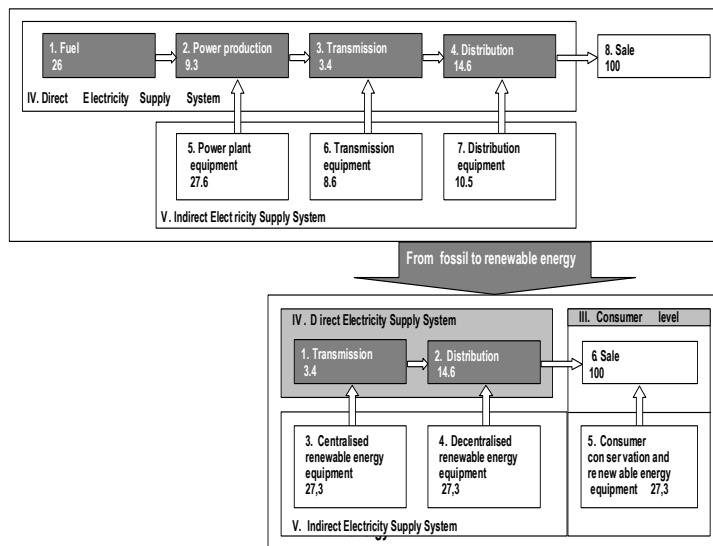 1. Fuel
26
2. Power production
9.3
3. Transmission
3.4
4. Distribution
14.6
8. Sale
100
IV. Direct Electricity Supply System
5. Power plant
equipment
27.6
6. Transmission
equipment
8.6
7. Distribution
equipment
10.5
V. Indirect Electricity Supply System
From fossil to renewable energy
IV. Direct Electricity Supply System
III. Consumer level
1. Transmission
3.4
2. Distribution
14.6
6. Sale
100
3. Centralised
renewable energy
equipment
27,3
4. Decentralised
renewable energy
equipment
27,3
5. Consumer
conservation and
renewable energy
equipment 27,3
V. Indirect Electricity Supply System